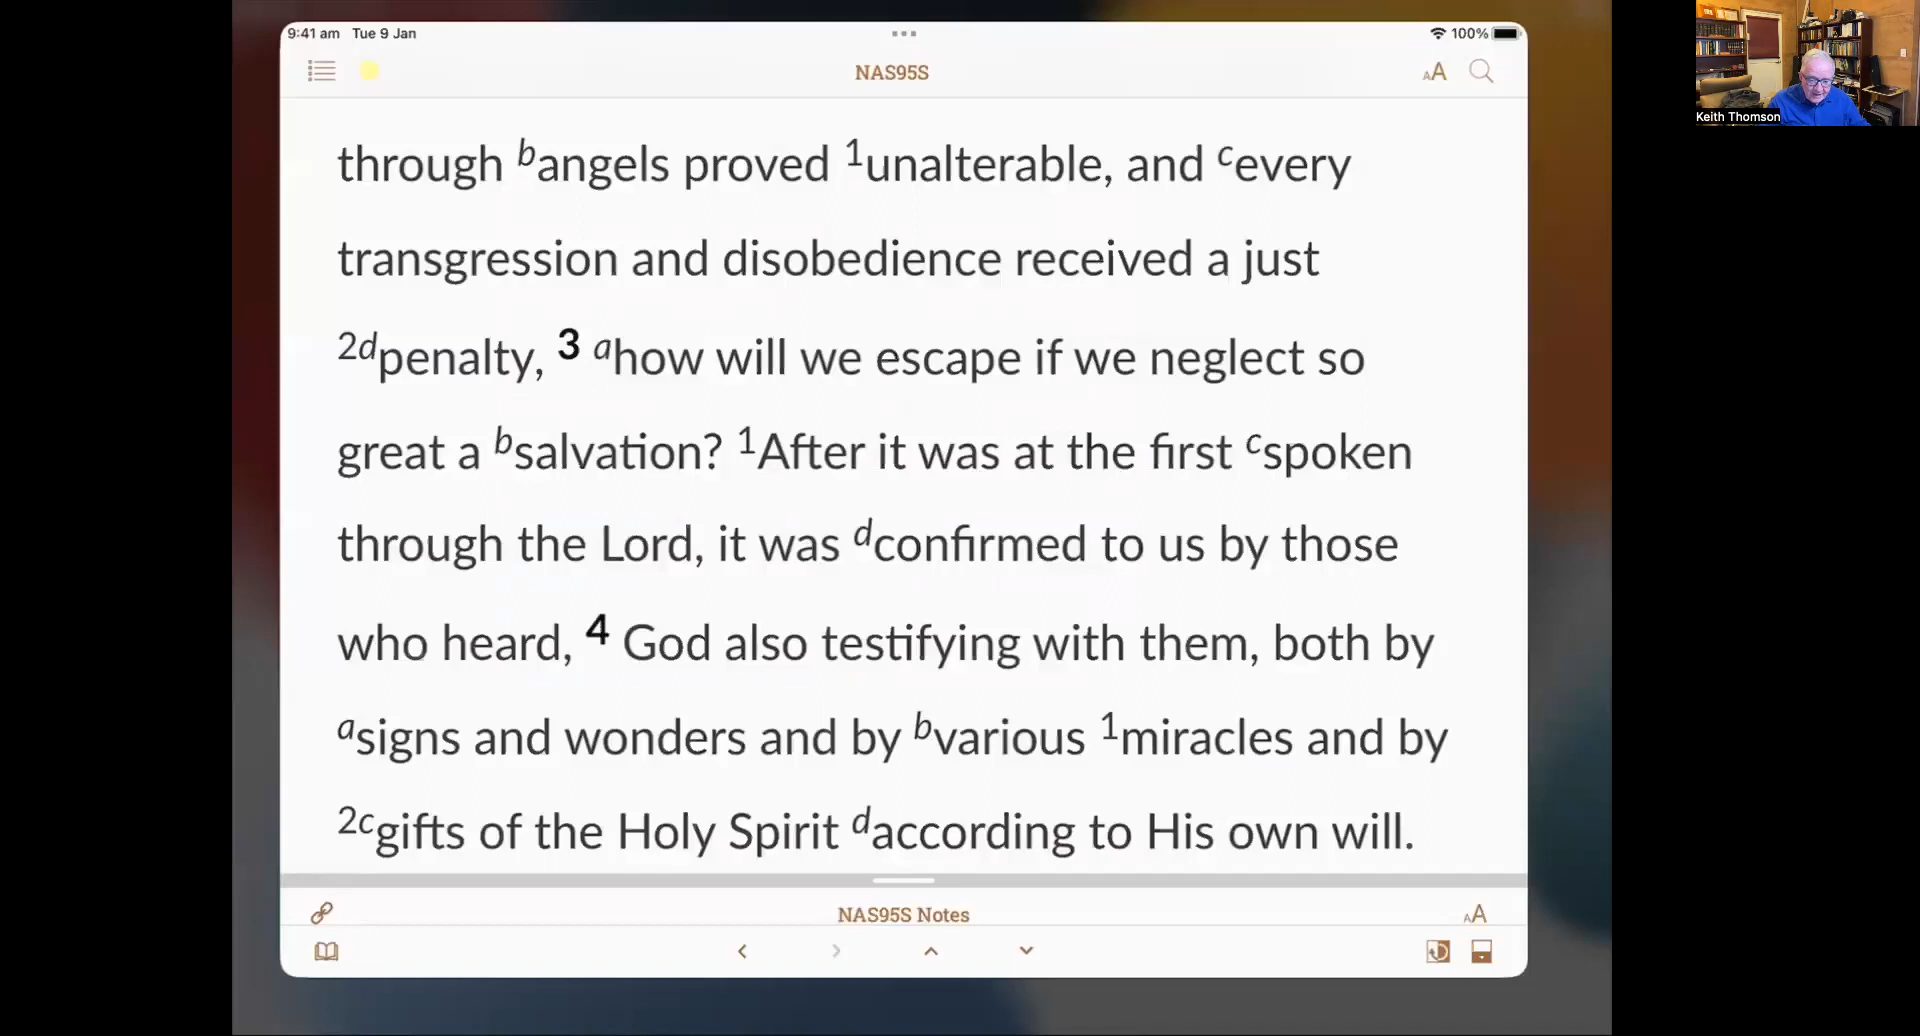 9:41 am Tue 9 Jan
100%
NAS95S
AA
through bangels proved 1unalterable, and cevery
transgression and disobedience received a just
2dpenalty, 3 ahow will we escape if we neglect so
great a bsalvation? 1After it was at the first cspoken
through the Lord, it was dconfirmed to us by those
who heard, 4 God also testifying with them, both by
asigns and wonders and by bvarious 1miracles and by
2cgifts of the Holy Spirit daccording to His own will.
NAS95S Notes
AA
Keith Thomson